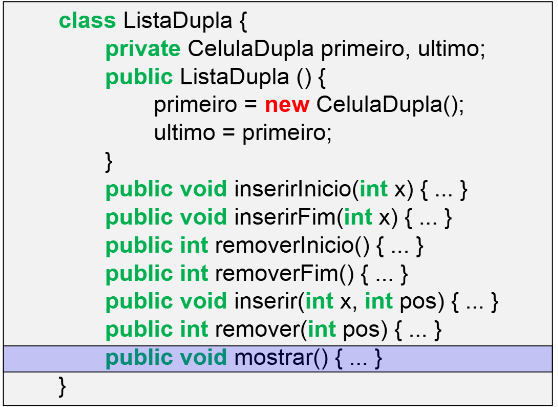 class ListaDupla {
private CelulaDupla primeiro, ultimo;
public ListaDupla () {
primeiro = new CelulaDupla();
ultimo = primeiro;
}
public void inserirInicio(int x) { ... }
public void inserirFim(int x) { ... }
public int removerInicio() { ... }
public int removerFim() { ... }
public void inserir(int x, int pos) { ... }
public int remover(int pos) { ... }
public void mostrar() { ... }
}